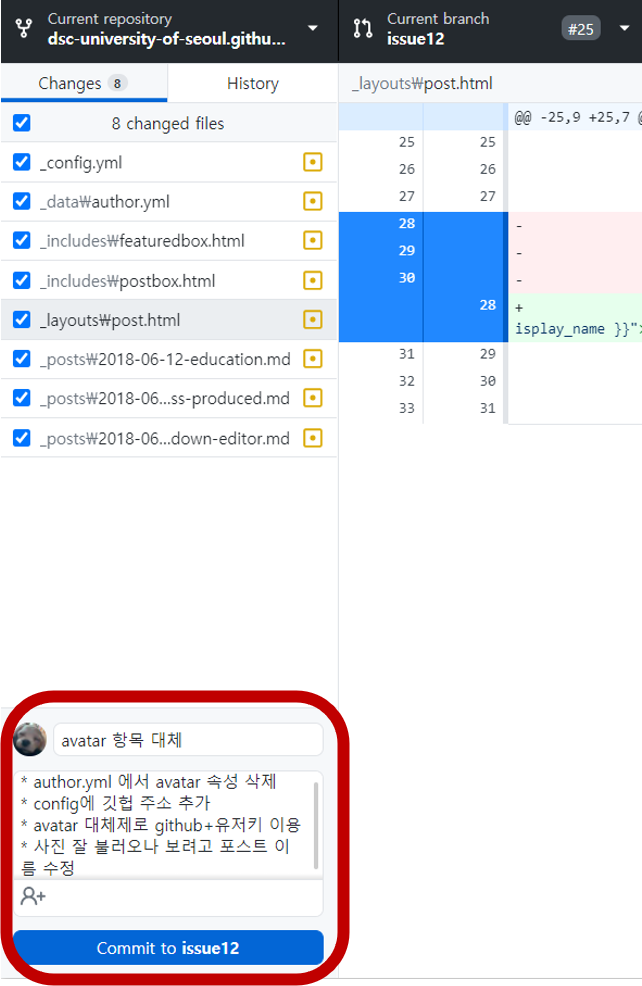 Current repository
dsc-university-of-seoul.githu...
Current branch
issue12
#25
Changes 8
History
_layouts₩post.html
8 changed files
@@ -25,9 +25,7 @
_config.yml
25 25
_data₩author.yml
26 26
_includes₩featuredbox.html
27 27
_includes₩postbox.html
28 -
29 -
30 -
_layouts₩post.html
28 +
isplay_name }}">
_posts₩2018-06-12-education.md
31 29
_posts₩2018-06...ss-produced.md
32 30
_posts₩2018-06...down-editor.md
33 31
avatar 항목 대체
* author.yml 에서 avatar 속성 삭제
* config에 깃헙 주소 추가
* avatar 대체제로 github+유저키 이용
* 사진 잘 불러오나 보려고 포스트 이
름 수정
Commit to issue12